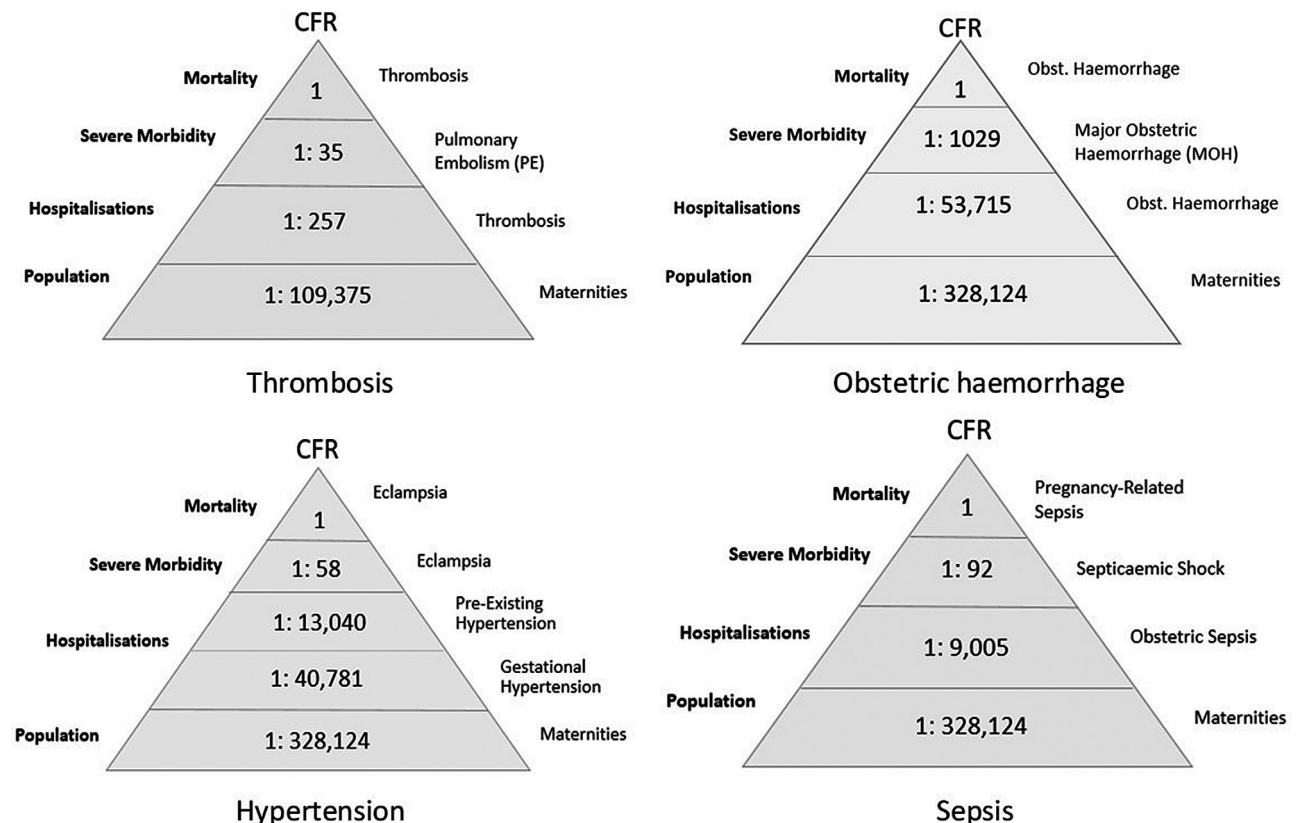 CFR
Mortality
1
Thrombosis
Severe Morbidity
1: 35
Pulmonary
Embolism (PE)
Hospitalisations
1: 257
Thrombosis
Population
1: 109,375
Maternities
Thrombosis
CFR
Mortality
1
Obst. Haemorrhage
Severe Morbidity
1: 1029
Major Obstetric
Haemorrhage (MOH)
Hospitalisations
1: 53,715
Obst. Haemorrhage
Population
1: 328,124
Maternities
Obstetric haemorrhage
CFR
Mortality
1
Eclampsia
Severe Morbidity
1: 58
Eclampsia
Hospitalisations
1: 13,040
Pre-Existing
Hypertension
1: 40,781
Gestational
Hypertension
Population
1: 328,124
Maternities
Hypertension
CFR
Mortality
1
Pregnancy-Related
Sepsis
Severe Morbidity
1: 92
Septicaemic Shock
Hospitalisations
1: 9,005
Obstetric Sepsis
Population
1: 328,124
Maternities
Sepsis